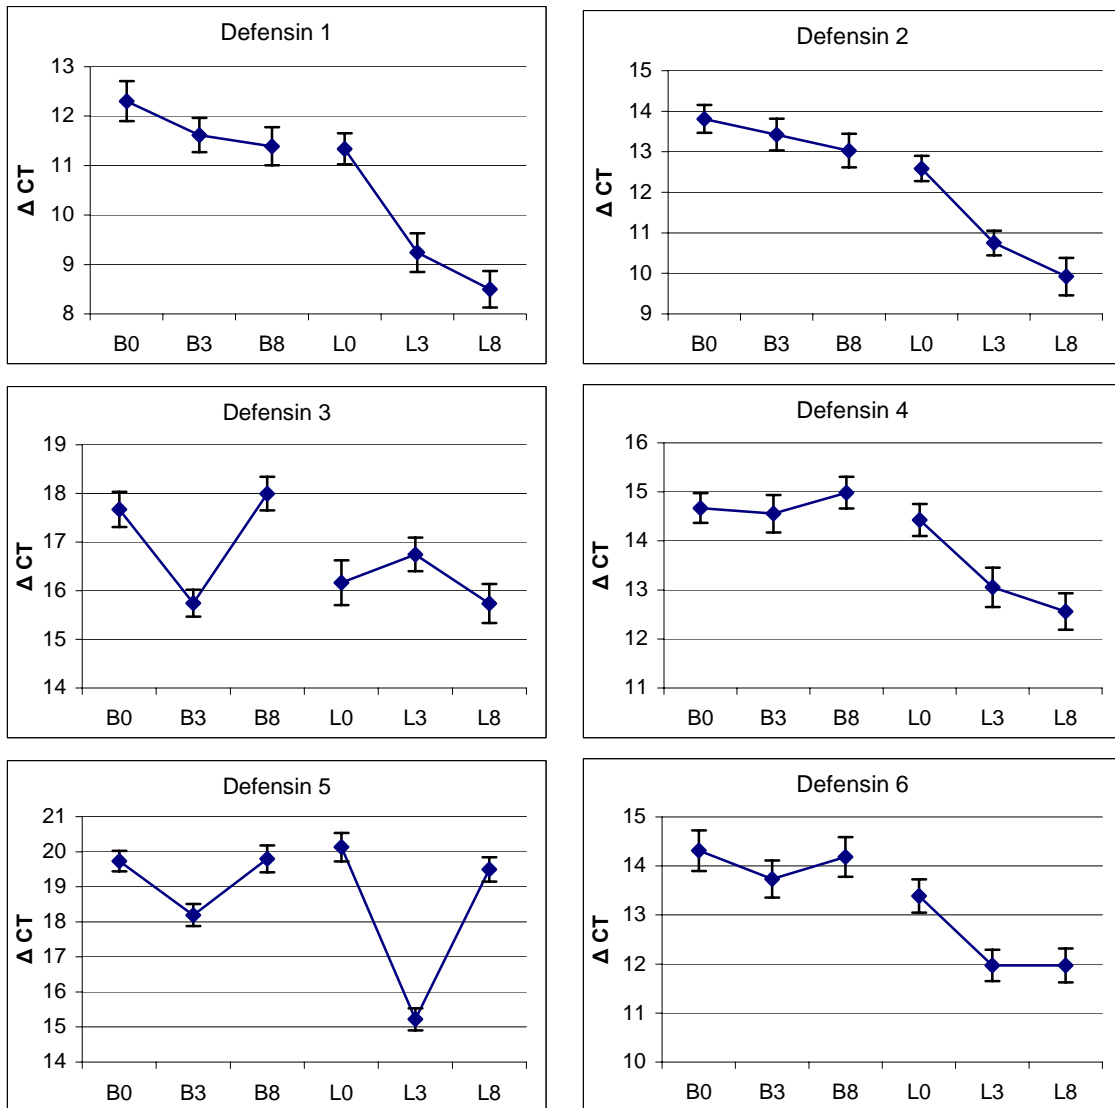 Defensin 1
13
12
11
10
9
8
Δ CT
B0 B3 B8 L0 L3 L8
Defensin 2
15
14
13
12
11
10
9
Δ CT
B0 B3 B8 L0 L3 L8
Defensin 3
19
18
17
16
15
14
Δ CT
B0 B3 B8 L0 L3 L8
Defensin 4
16
15
14
13
12
11
Δ CT
B0 B3 B8 L0 L3 L8
Defensin 5
21
20
19
18
17
16
15
14
Δ CT
B0 B3 B8 L0 L3 L8
Defensin 6
15
14
13
12
11
10
Δ CT
B0 B3 B8 L0 L3 L8